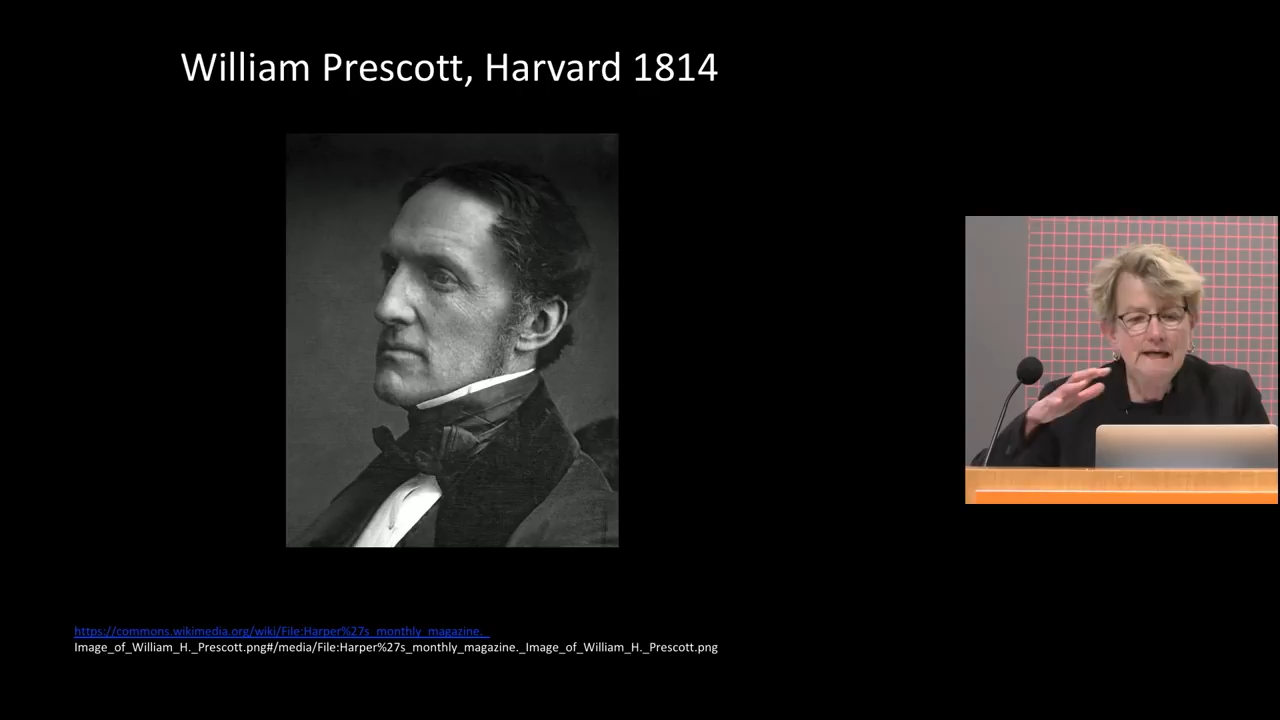 William Prescott, Harvard 1814
https://commons.wikimedia.org/wiki/File:Harper%27s_monthly_magazine._
Image_of_William_H._Prescott.png#/media/File:Harper%27s_monthly_magazine._Image_of_William_H._Prescott.png